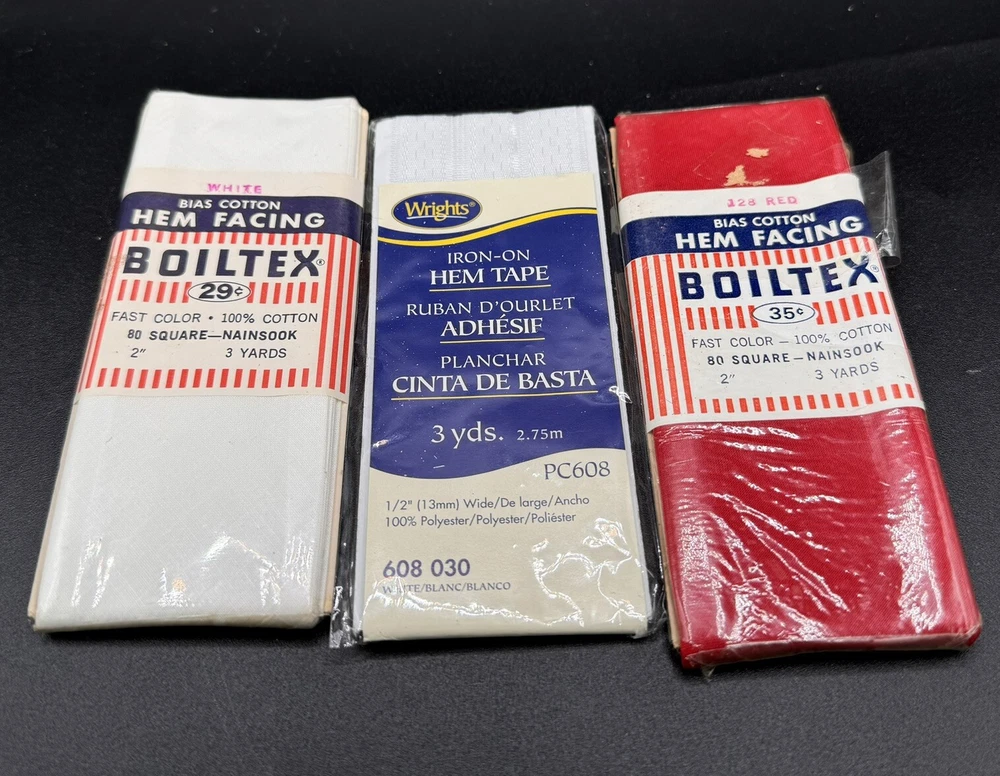 WHITE
BIAS COTTON
HEM FACING
BOILTEX®
29¢
FAST COLOR • 100% COTTON
80 SQUARE—NAINSOOK
2" 3 YARDS
Wrights®
IRON-ON
HEM TAPE
RUBAN D'OURLET
ADHÉSIF
PLANCHAR
CINTA DE BASTA
3 yds. 2.75m
PC608
1/2" (13mm) Wide/De large/Ancho
100% Polyester/Polyester/Poliéster
608 030
WHITE/BLANC/BLANCO
128 RED
BIAS COTTON
HEM FACING
BOILTEX®
35¢
FAST COLOR — 100% COTTON
80 SQUARE—NAINSOOK
2" 3 YARDS